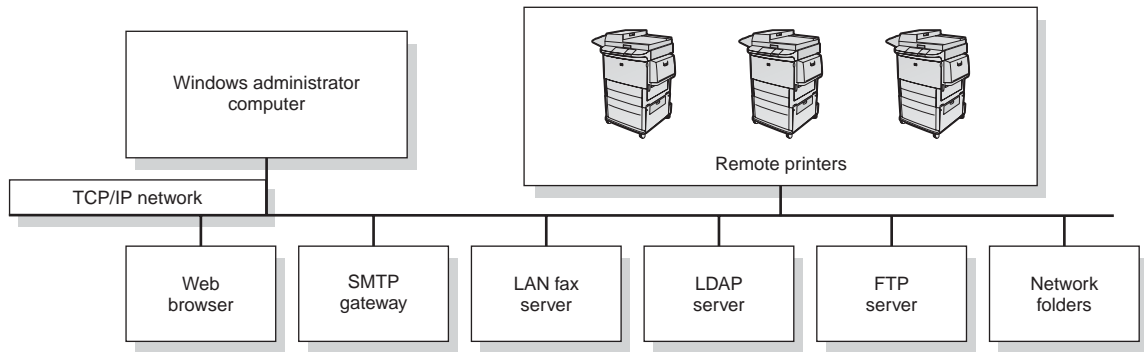 Windows administrator
computer
Remote printers
TCP/IP network
Web
browser
SMTP
gateway
LAN fax
server
LDAP
server
FTP
server
Network
folders